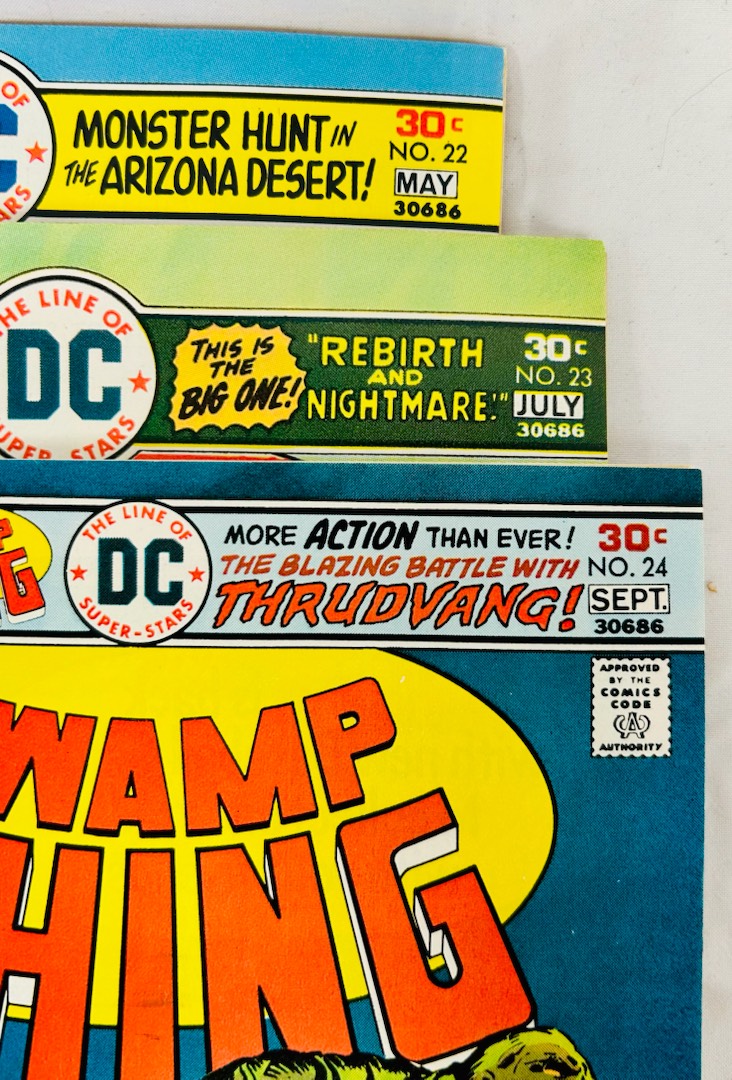 OF
C
ARS
MONSTER HUNT IN
THE ARIZONA DESERT!
30¢
NO. 22
MAY
30686
THE LINE OF
DC
SUPER-STARS
THIS IS
THE
BIG ONE!
"REBIRTH
AND
NIGHTMARE!"
30¢
NO. 23
JULY
30686
P
G
THE LINE OF
DC
SUPER-STARS
MORE ACTION THAN EVER!
THE BLAZING BATTLE WITH
THRUDVANG!
30¢
NO. 24
SEPT.
30686
APPROVED
BY THE
COMICS
CODE
CA
AUTHORITY
WAMP
HING